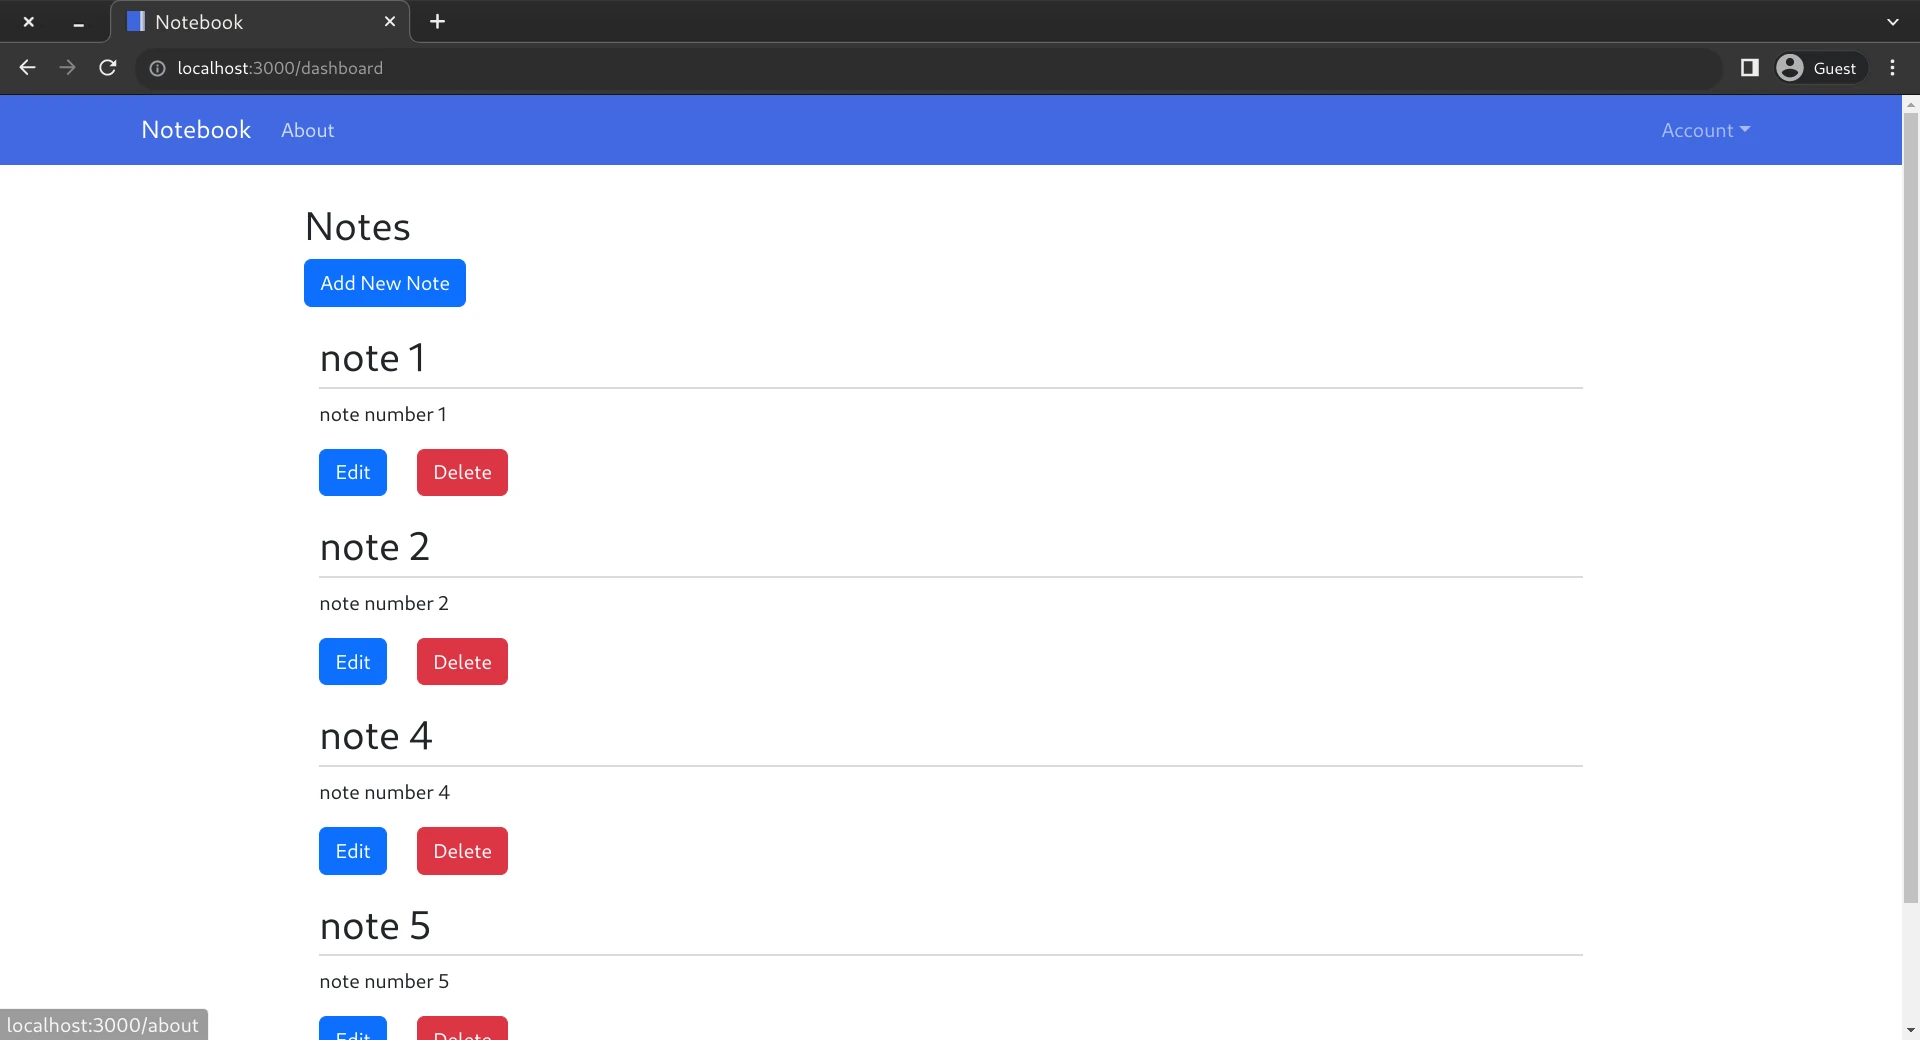 Notebook
localhost:3000/dashboard
Guest
Notebook About Account
Notes
Add New Note
note 1
note number 1
Edit Delete
note 2
note number 2
Edit Delete
note 4
note number 4
Edit Delete
note 5
note number 5
Edit Delete
localhost:3000/about